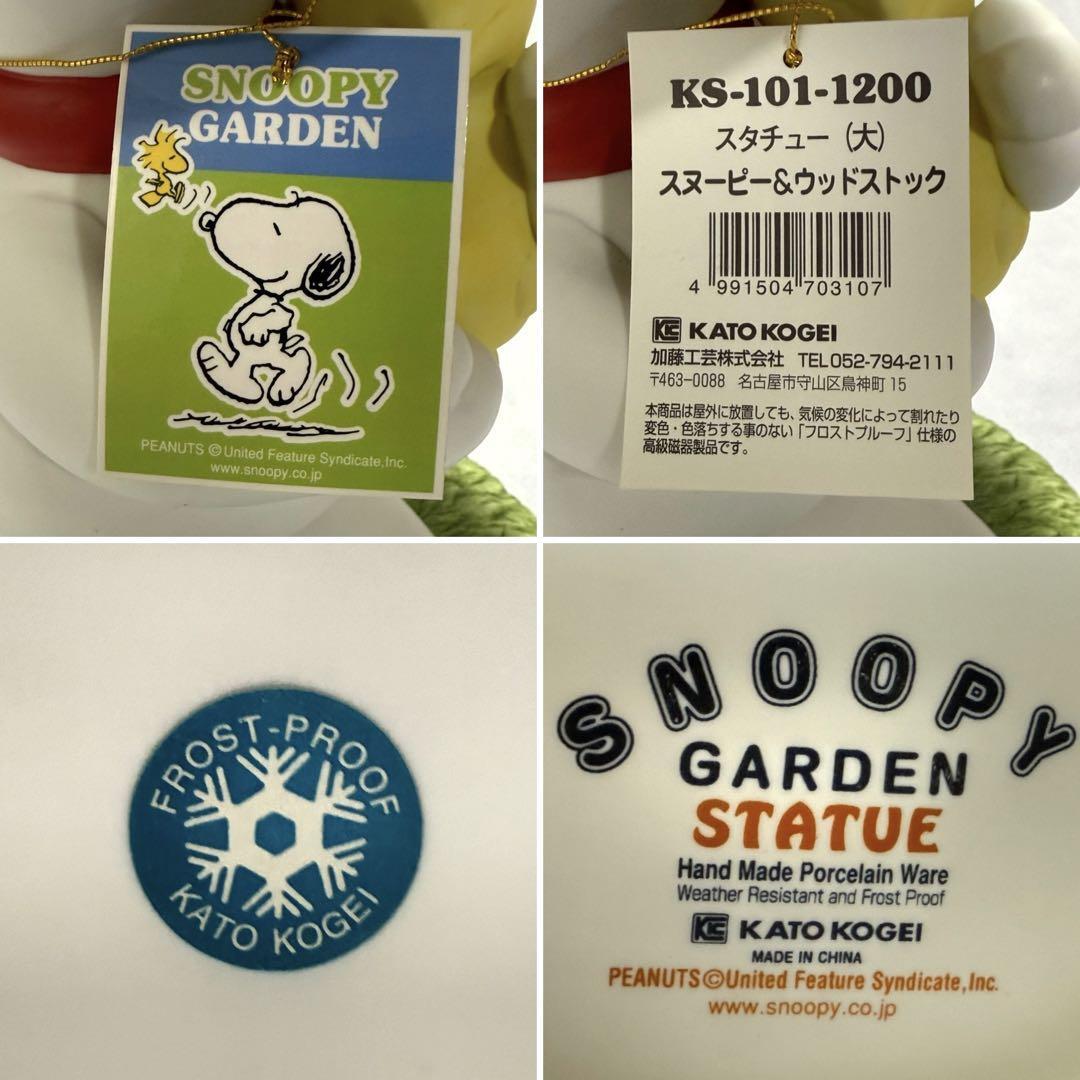 SNOOPY
GARDEN
PEANUTS ©United Feature Syndicate,Inc.
www.snoopy.co.jp
KS-101-1200
スタチュー（大）
スヌーピー&ウッドストック
4 991504 703107
KC KATO KOGEI
加藤工芸株式会社 TEL052-794-2111
〒463-0088 名古屋市守山区鳥神町15
本商品は屋外に放置しても、気候の変化によって割れたり
変色・色落ちする事のない「フロストプルーフ」仕様の
高級磁器製品です。
FROST-PROOF
KATO KOGEI
SNOOPY
GARDEN
STATUE
Hand Made Porcelain Ware
Weather Resistant and Frost Proof
KC KATO KOGEI
MADE IN CHINA
PEANUTS©United Feature Syndicate,Inc.
www.snoopy.co.jp